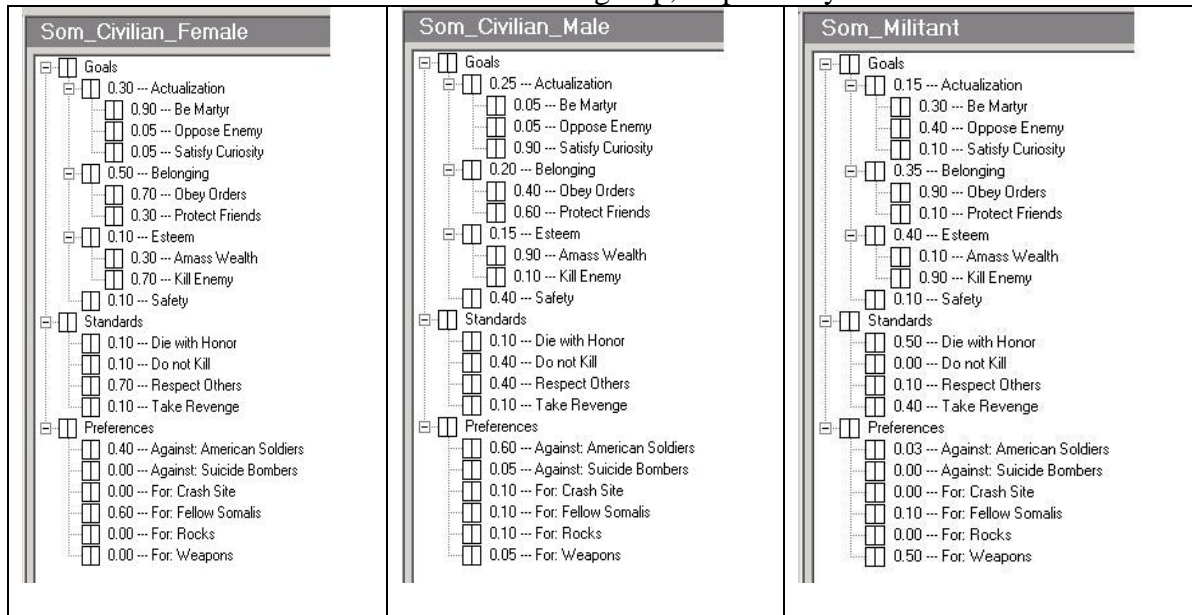 Som_Civilian_Female
Goals
0.30 --- Actualization
0.90 --- Be Martyr
0.05 --- Oppose Enemy
0.05 --- Satisfy Curiosity
0.50 --- Belonging
0.70 --- Obey Orders
0.30 --- Protect Friends
0.10 --- Esteem
0.30 --- Amass Wealth
0.70 --- Kill Enemy
0.10 --- Safety
Standards
0.10 --- Die with Honor
0.10 --- Do not Kill
0.70 --- Respect Others
0.10 --- Take Revenge
Preferences
0.40 --- Against: American Soldiers
0.00 --- Against: Suicide Bombers
0.00 --- For: Crash Site
0.60 --- For: Fellow Somalis
0.00 --- For: Rocks
0.00 --- For: Weapons
Som_Civilian_Male
Goals
0.25 --- Actualization
0.05 --- Be Martyr
0.05 --- Oppose Enemy
0.90 --- Satisfy Curiosity
0.20 --- Belonging
0.40 --- Obey Orders
0.60 --- Protect Friends
0.15 --- Esteem
0.90 --- Amass Wealth
0.10 --- Kill Enemy
0.40 --- Safety
Standards
0.10 --- Die with Honor
0.40 --- Do not Kill
0.40 --- Respect Others
0.10 --- Take Revenge
Preferences
0.60 --- Against: American Soldiers
0.05 --- Against: Suicide Bombers
0.10 --- For: Crash Site
0.10 --- For: Fellow Somalis
0.10 --- For: Rocks
0.05 --- For: Weapons
Som_Militant
Goals
0.15 --- Actualization
0.30 --- Be Martyr
0.40 --- Oppose Enemy
0.10 --- Satisfy Curiosity
0.35 --- Belonging
0.90 --- Obey Orders
0.10 --- Protect Friends
0.40 --- Esteem
0.10 --- Amass Wealth
0.90 --- Kill Enemy
0.10 --- Safety
Standards
0.50 --- Die with Honor
0.00 --- Do not Kill
0.10 --- Respect Others
0.40 --- Take Revenge
Preferences
0.03 --- Against: American Soldiers
0.00 --- Against: Suicide Bombers
0.00 --- For: Crash Site
0.10 --- For: Fellow Somalis
0.00 --- For: Rocks
0.50 --- For: Weapons